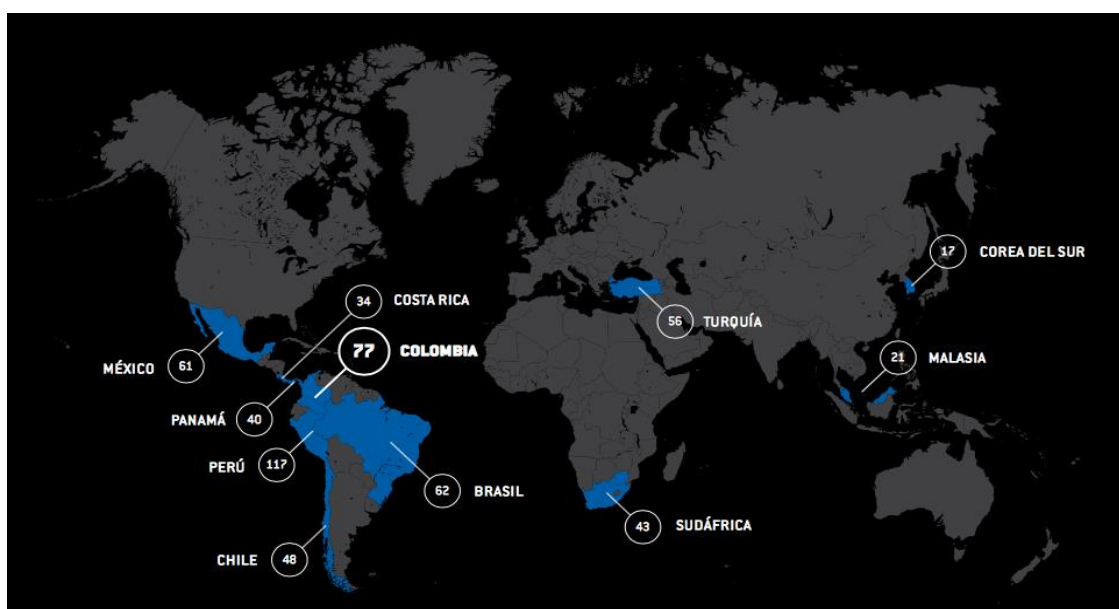 17 COREA DEL SUR
34 COSTA RICA
56 TURQUÍA
77 COLOMBIA
21 MALASIA
MÉXICO 61
PANAMÁ 40
PERÚ 117
62 BRASIL
43 SUDÁFRICA
CHILE 48